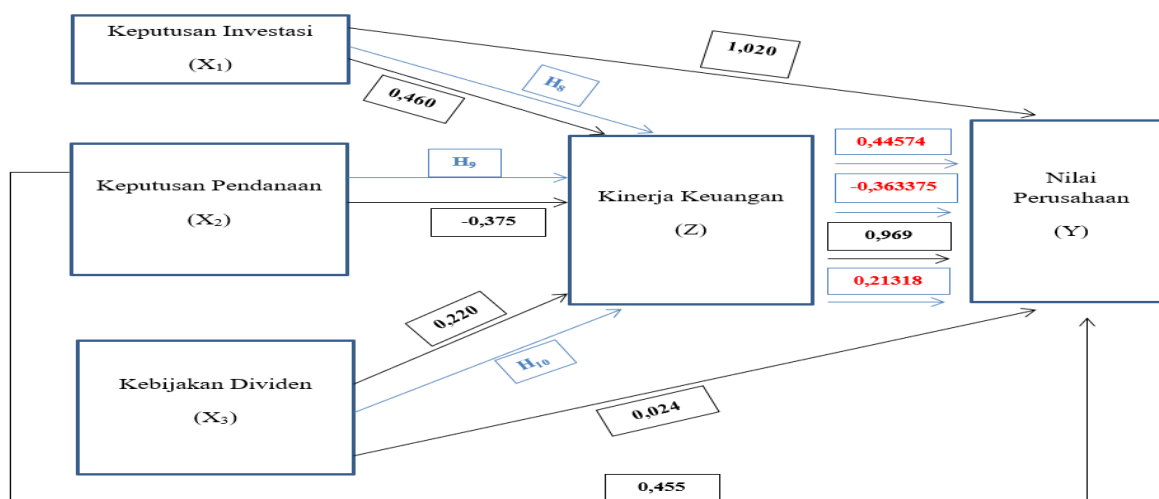 Keputusan Investasi
(X₁)
1,020
H₈
0,460
Keputusan Pendanaan
(X₂)
H₉
-0,375
Kinerja Keuangan
(Z)
0,44574
-0,363375
0,969
0,21318
Nilai
Perusahaan
(Y)
Kebijakan Dividen
(X₃)
0,220
H₁₀
0,024
0,455